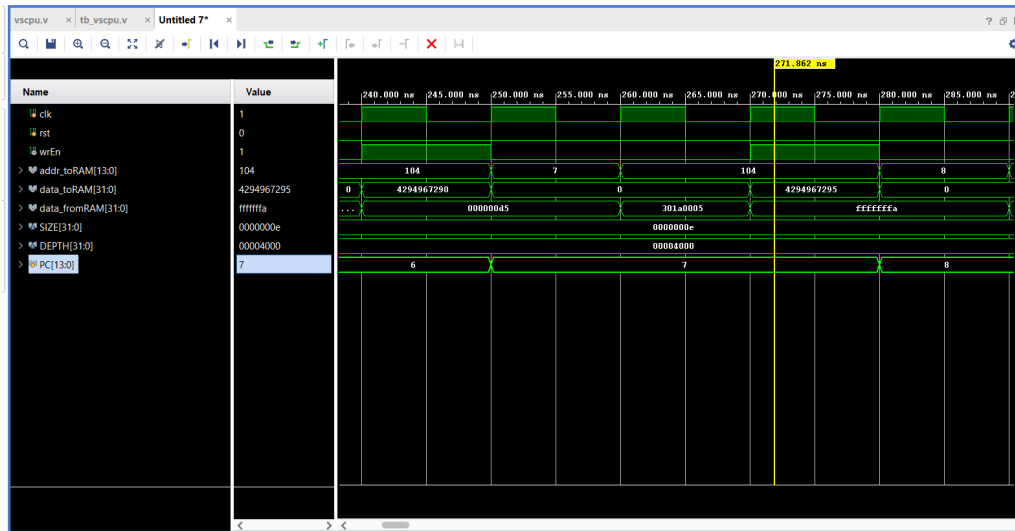 vscpu.v × tb_vscpu.v × Untitled 7* ×
271.862 ns
Name Value
240.000 ns 245.000 ns 250.000 ns 255.000 ns 260.000 ns 265.000 ns 270.000 ns 275.000 ns 280.000 ns 285.000 ns
clk 1
rst 0
wrEn 1
addr_toRAM[13:0] 104 104 7 104 8
data_toRAM[31:0] 4294967295 0 4294967290 0 4294967295 0
data_fromRAM[31:0] fffffffa ... 00000045 301a0005 fffffffa
SIZE[31:0] 0000000e 0000000e
DEPTH[31:0] 00004000 00004000
PC[13:0] 7 6 7 8